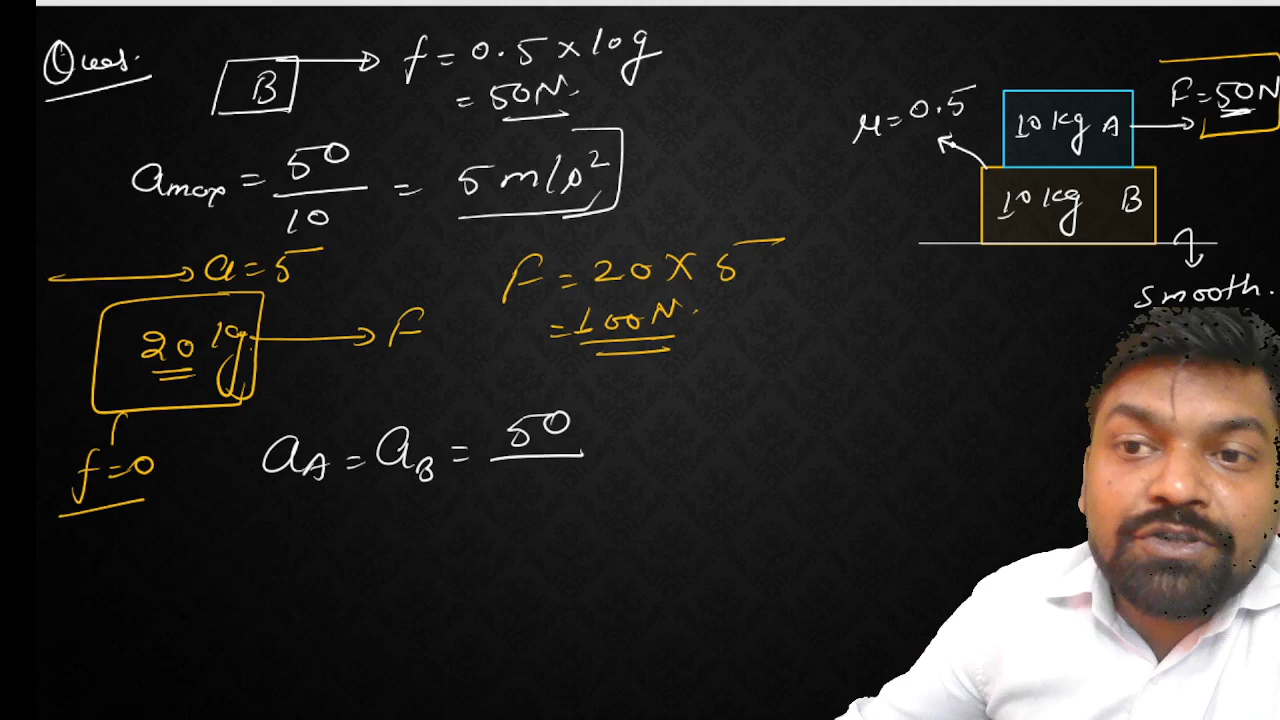 Ques.
B f = 0.5 x 10g
= 50N.
amax = 50/10 = 5 m/s²
a = 5
20 kg F
f = 0
F = 20 x 5
= 100N.
aA = aB = 50
F = 50N
μ = 0.5
10 kg A
10 kg B
smooth.